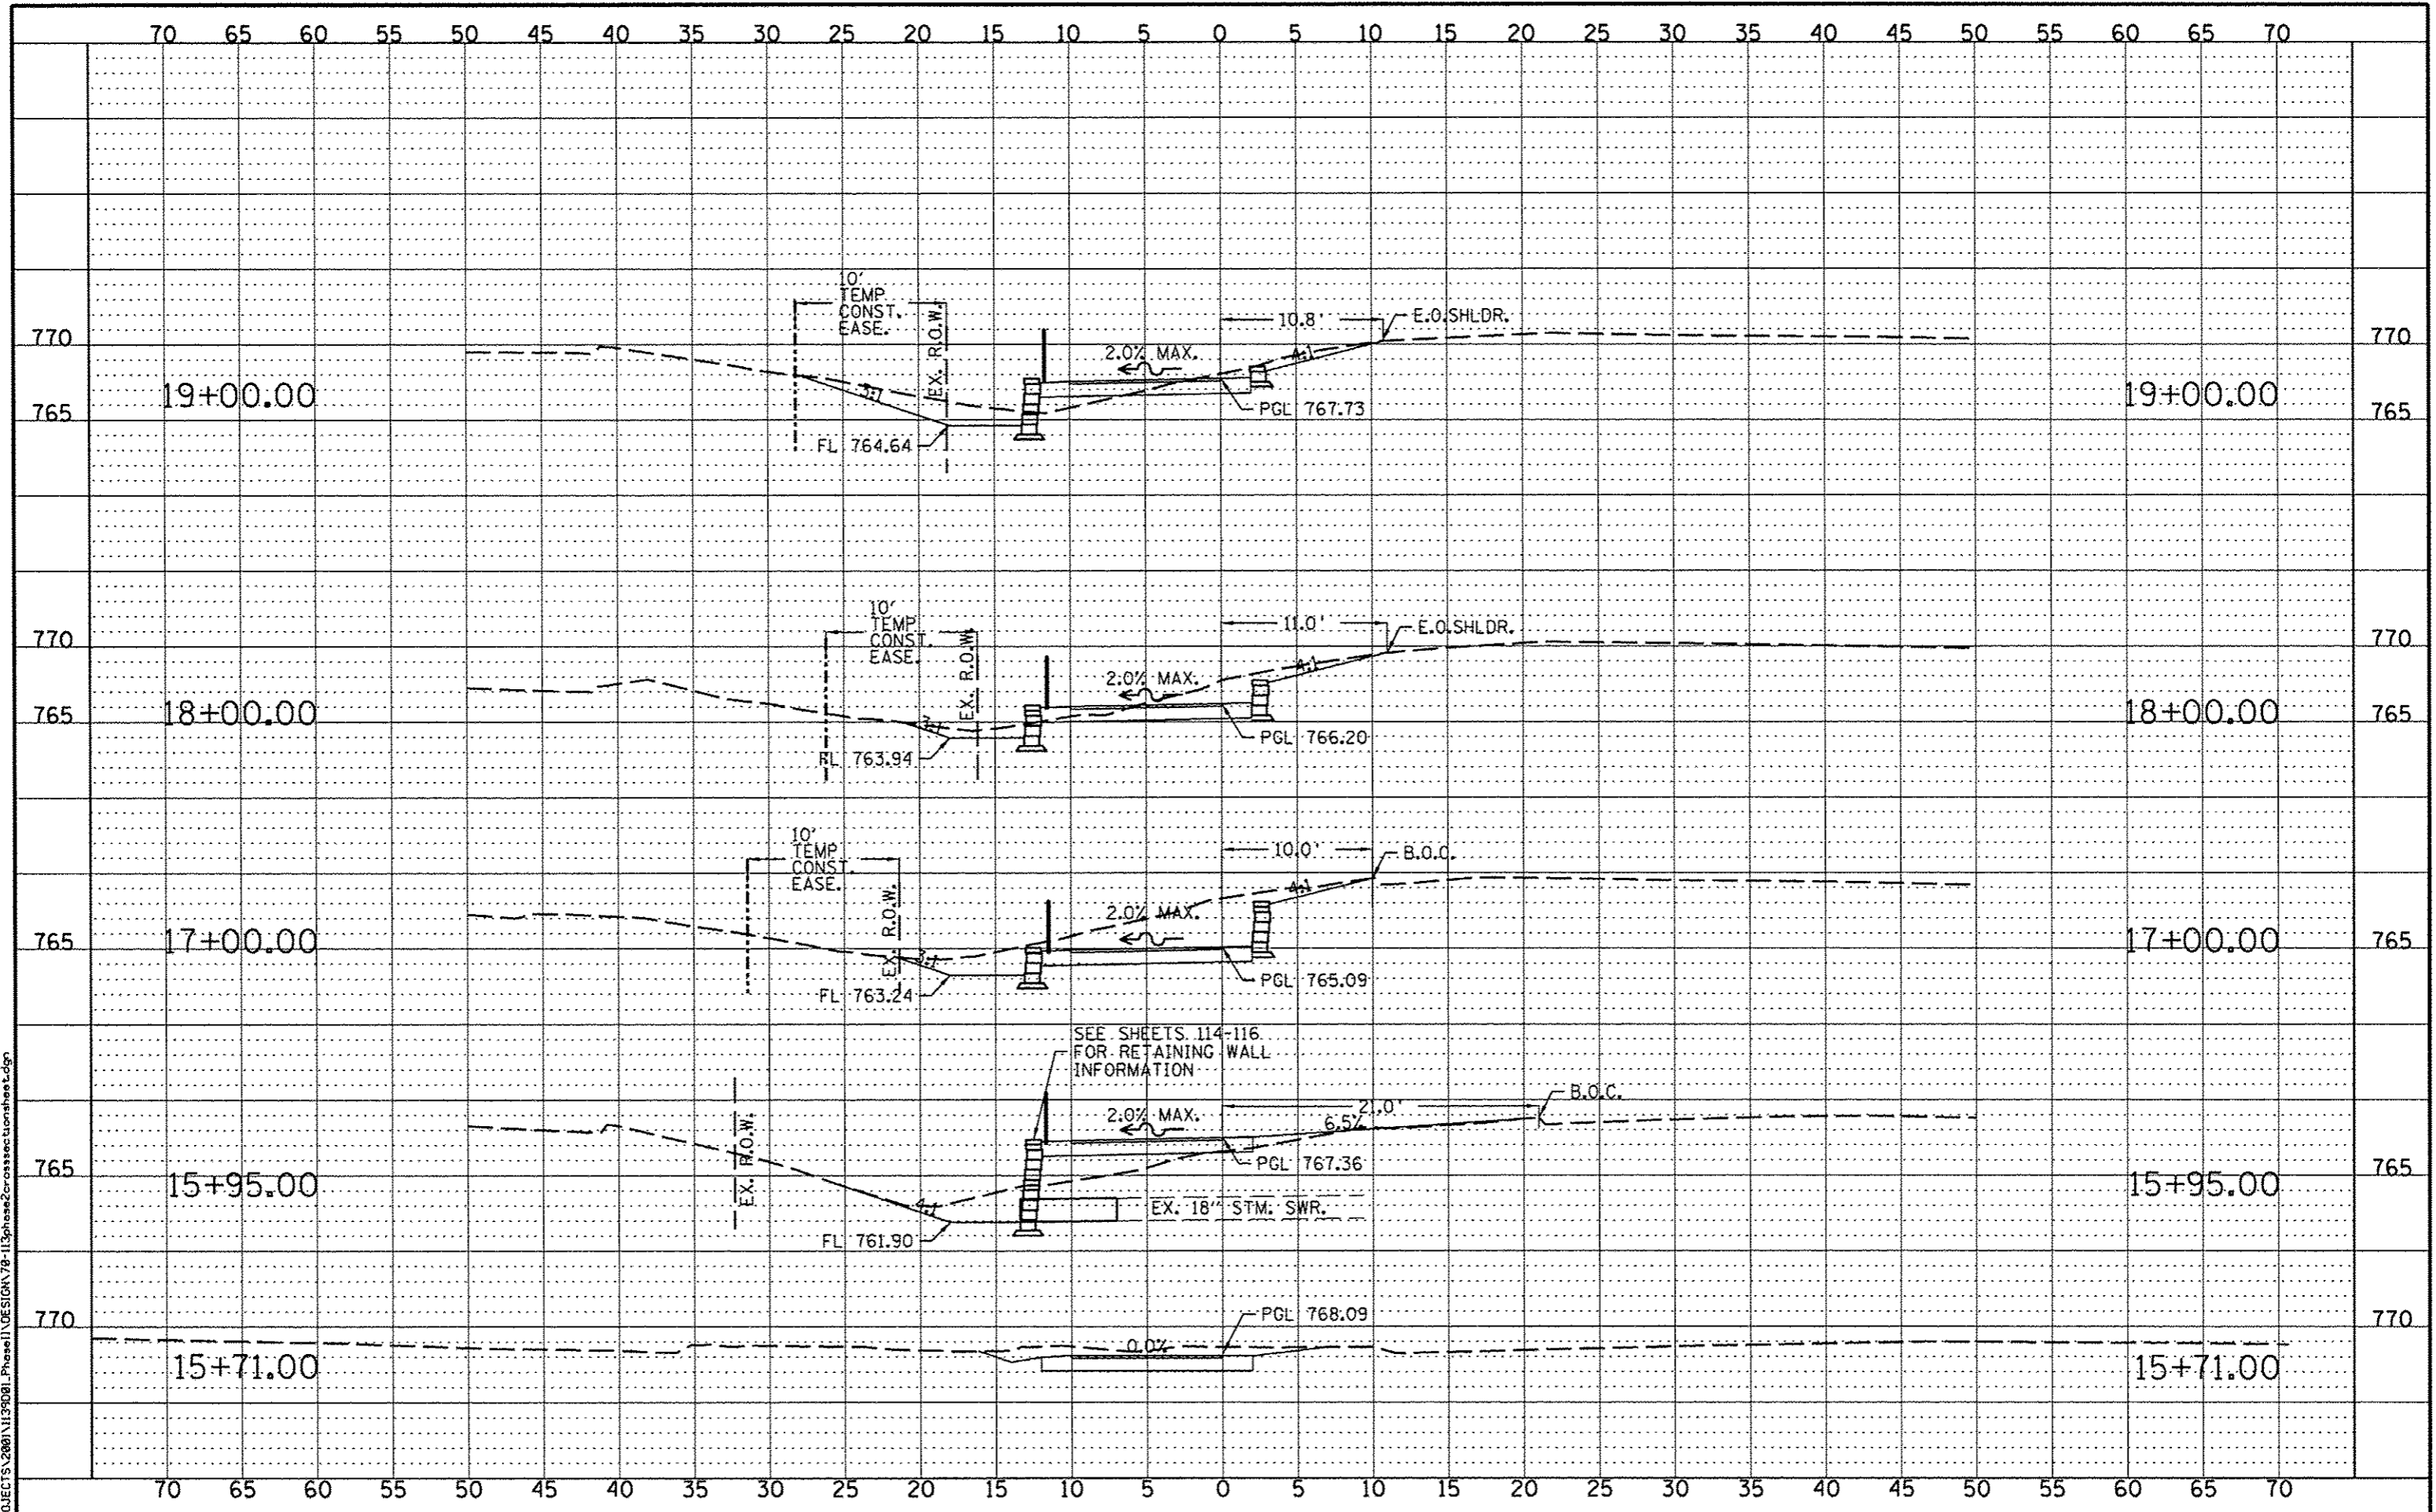 70 65 60 55 50 45 40 35 30 25 20 15 10 5 0 5 10 15 20 25 30 35 40 45 50 55 60 65 70
10'
TEMP
CONST.
EASE.
EX. R.O.W.
10.8'
E.O.SHLDR.
770
2.0% MAX.
4:1
770
19+00.00
3:1
PGL 767.73
19+00.00
765
FL 764.64
765
10'
TEMP
CONST.
EASE.
EX. R.O.W.
11.0'
E.O.SHLDR.
770
2.0% MAX.
4:1
770
18+00.00
PGL 766.20
18+00.00
765
FL 763.94
765
10'
TEMP
CONST.
EASE.
EX. R.O.W.
10.0'
B.O.C.
2.0% MAX.
4:1
17+00.00
3:1
17+00.00
765
FL 763.24
PGL 765.09
765
SEE SHEETS 114-116
FOR RETAINING WALL
INFORMATION
EX. R.O.W.
2.0% MAX.
21.0'
6.5%
B.O.C.
765
PGL 767.36
765
15+95.00
4:1
EX. 18" STM. SWR.
15+95.00
FL 761.90
770
PGL 768.09
770
0.0%
15+71.00
15+71.00
70 65 60 55 50 45 40 35 30 25 20 15 10 5 0 5 10 15 20 25 30 35 40 45 50 55 60 65 70